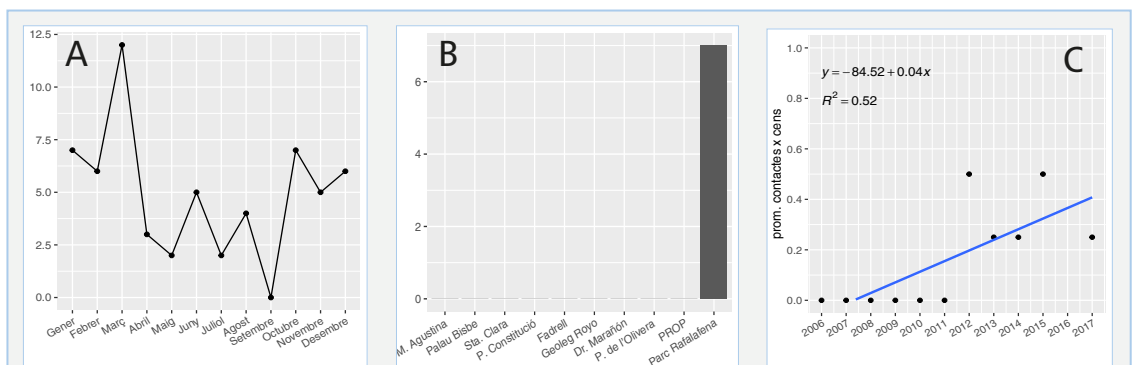 A
12.5
10.0
7.5
5.0
2.5
0.0
Gener
Febrer
Març
Abril
Maig
Juny
Juliol
Agost
Setembre
Octubre
Novembre
Desembre
B
6
4
2
0
M. Agustina
Palau Bisbe
Sta. Clara
P. Constitució
Fadrell
Geoleg Royo
Dr. Marañón
P. de l'Olivera
PROP
Parc Rafalafena
C
y = −84.52 + 0.04x
R² = 0.52
prom. contactes x cens
1.0
0.8
0.6
0.4
0.2
0.0
2006
2007
2008
2009
2010
2011
2012
2013
2014
2015
2016
2017